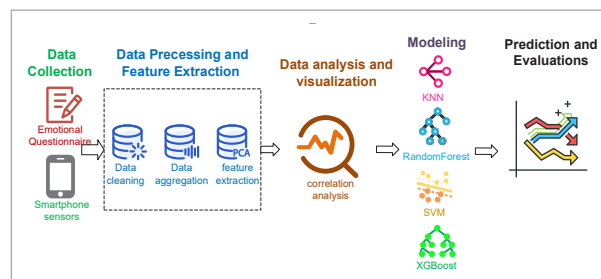 Data
Collection
Emotional
Questionnaire
Smartphone
sensors
Data Precessing and
Feature Extraction
Data
cleaning
Data
aggregation
PCA
feature
extraction
Data analysis and
visualization
correlation
analysis
Modeling
KNN
RandomForest
SVM
XGBoost
Prediction and
Evaluations